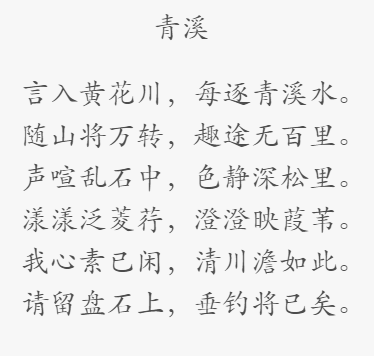 青溪
言入黄花川，每逐青溪水。
随山将万转，趣途无百里。
声喧乱石中，色静深松里。
漾漾泛菱荇，澄澄映葭苇。
我心素已闲，清川澹如此。
请留盘石上，垂钓将已矣。